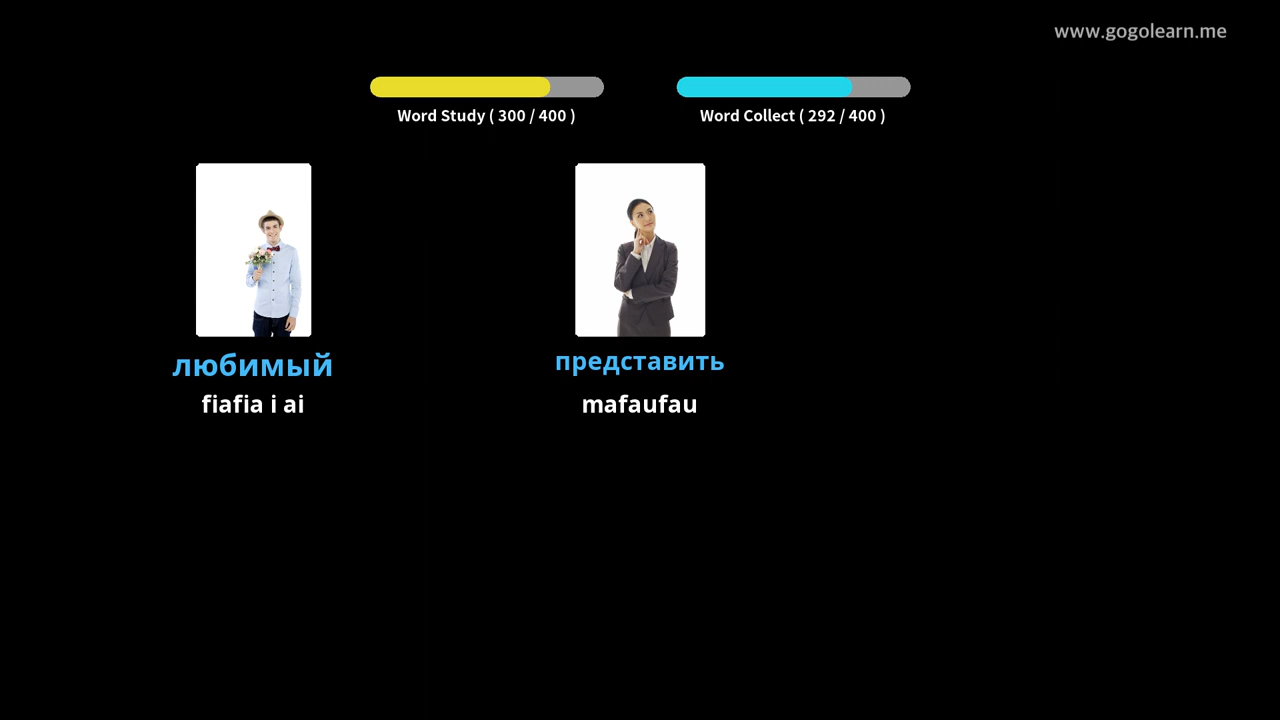 www.gogolearn.me
Word Study ( 300 / 400 )
Word Collect ( 292 / 400 )
любимый
fiafia i ai
представить
mafaufau